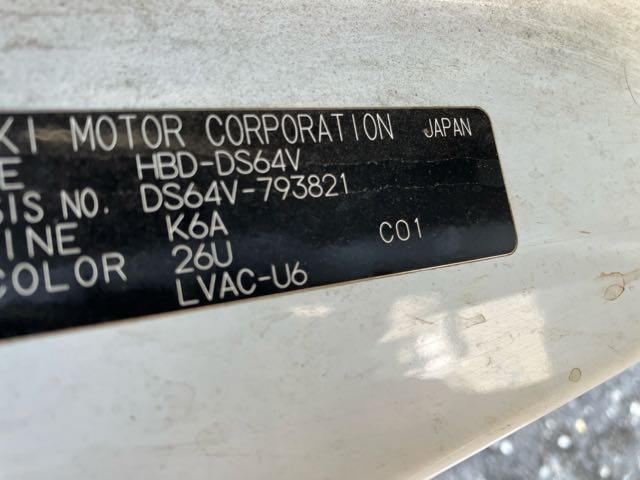 KI MOTOR CORPORATION JAPAN
E HBD-DS64V
SIS NO. DS64V-793821
INE K6A C01
COLOR 26U
LVAC-U6